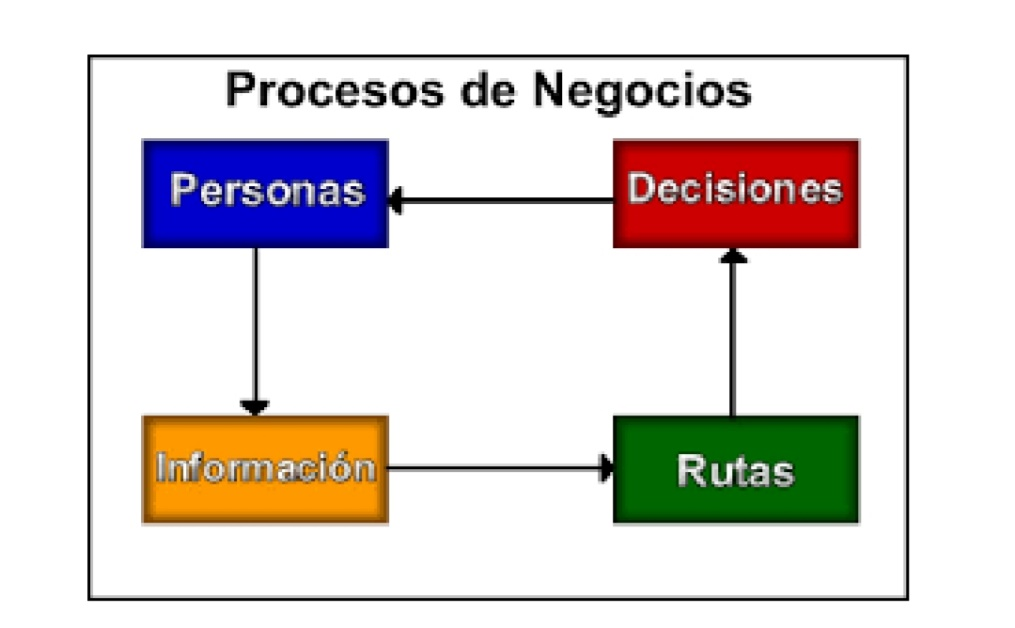 Procesos de Negocios
Personas
Decisiones
Información
Rutas